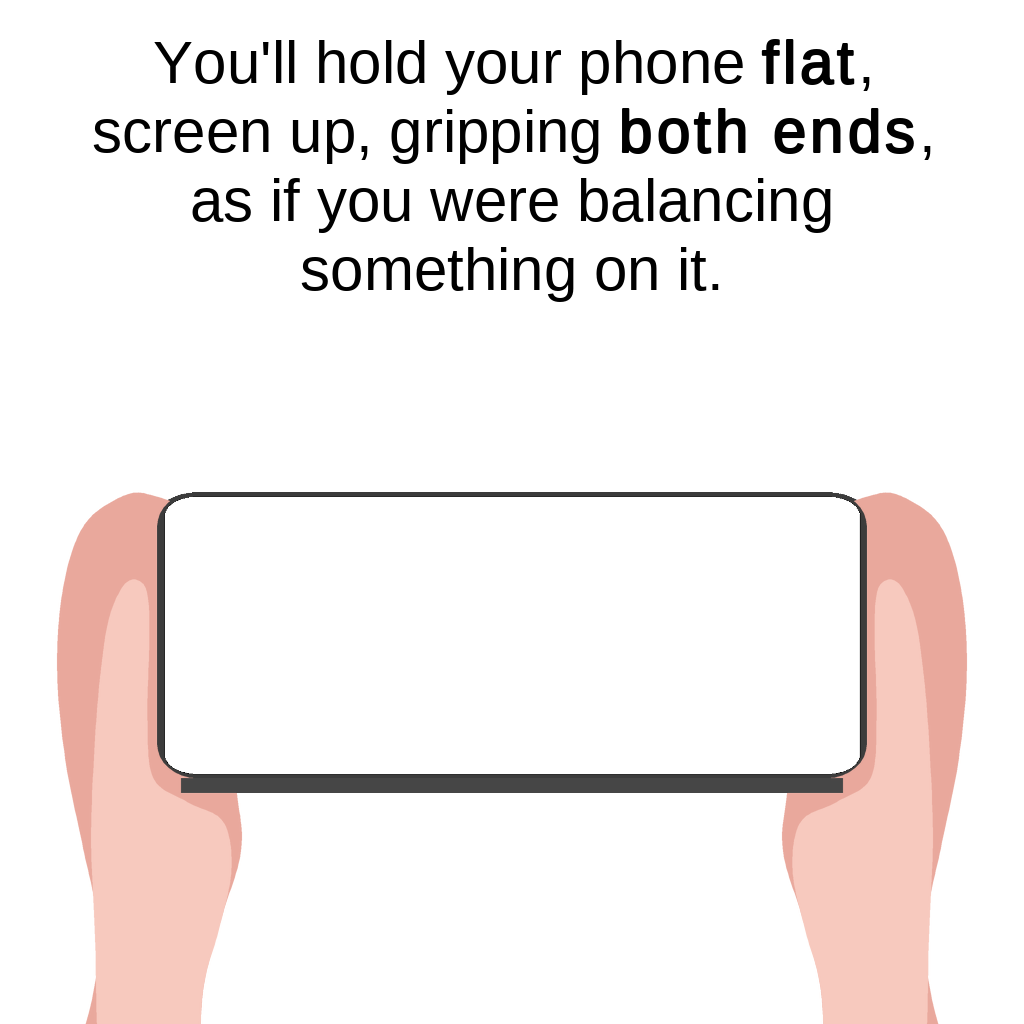 You'll hold your phone flat,
screen up, gripping both ends,
as if you were balancing
something on it.